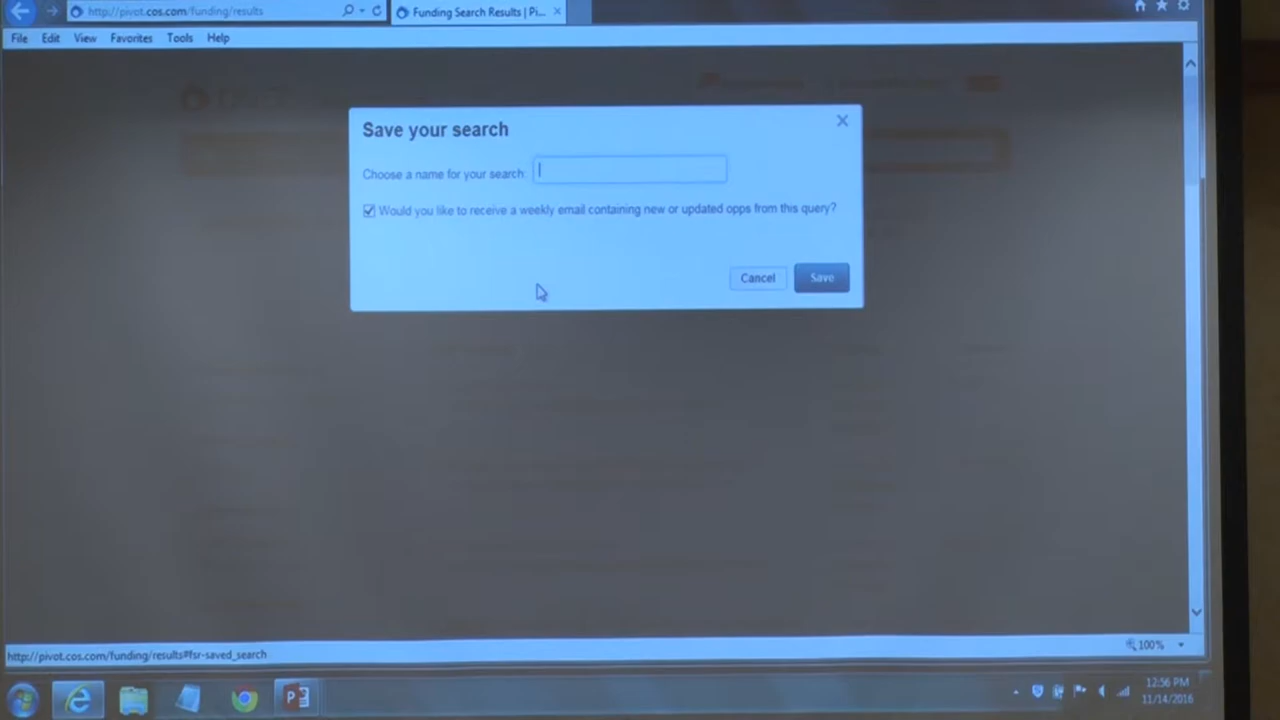 http://pivot.cos.com/funding/results
Funding Search Results | Pi...
File Edit View Favorites Tools Help
Save your search
Choose a name for your search:
Would you like to receive a weekly email containing new or updated opps from this query?
Cancel Save
http://pivot.cos.com/funding/results#fsr-saved_search
100%
12:56 PM
11/14/2016